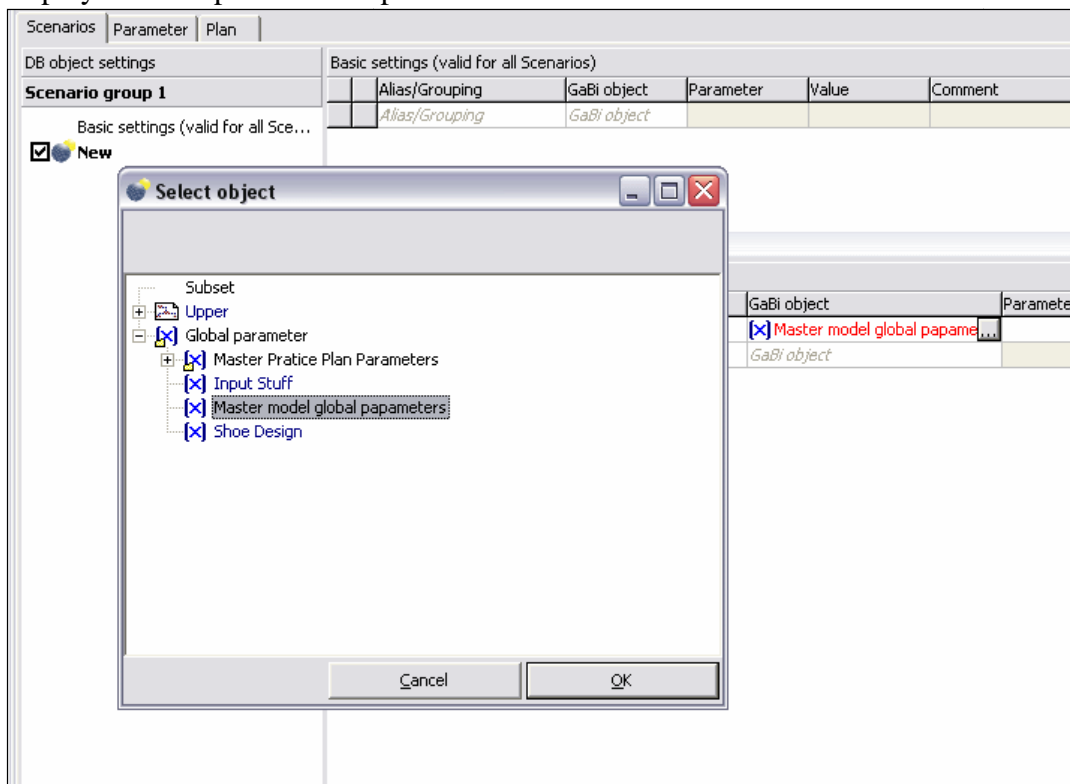 Scenarios Parameter Plan
DB object settings
Basic settings (valid for all Scenarios)
Scenario group 1
Alias/Grouping GaBi object Parameter Value Comment
Alias/Grouping GaBi object
Basic settings (valid for all Sce...
New
Select object
Subset
Upper
Global parameter
Master Pratice Plan Parameters
Input Stuff
Master model global papameters
Shoe Design
Cancel OK
GaBi object Paramete
Master model global papame ...
GaBi object